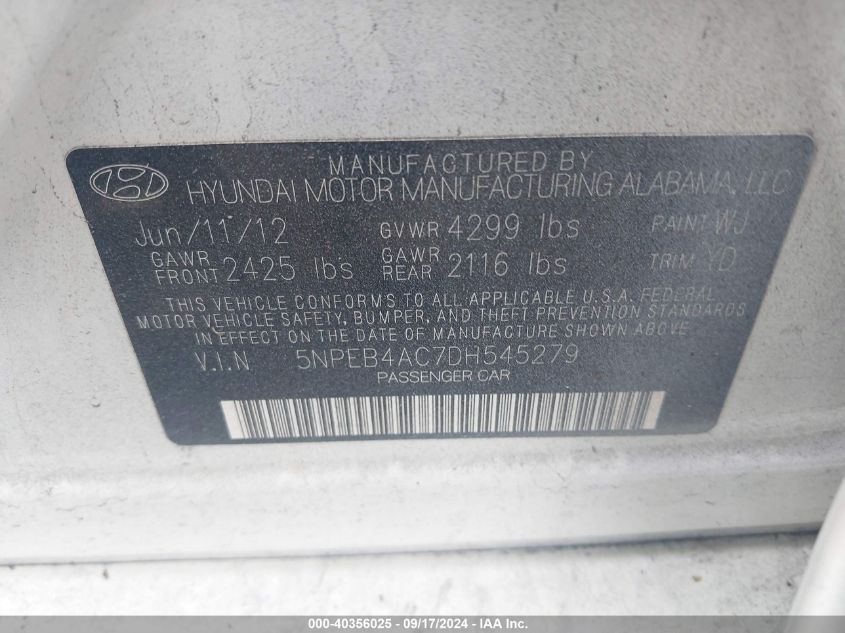 MANUFACTURED BY
HYUNDAI MOTOR MANUFACTURING ALABAMA, LLC
Jun/11/12 GVWR 4299 lbs PAINT WJ
GAWR FRONT 2425 lbs GAWR REAR 2116 lbs TRIM YD
THIS VEHICLE CONFORMS TO ALL APPLICABLE U.S.A. FEDERAL
MOTOR VEHICLE SAFETY, BUMPER, AND THEFT PREVENTION STANDARDS
IN EFFECT ON THE DATE OF MANUFACTURE SHOWN ABOVE
V.I.N 5NPEB4AC7DH545279
PASSENGER CAR
000-40356025 - 09/17/2024 - IAA Inc.